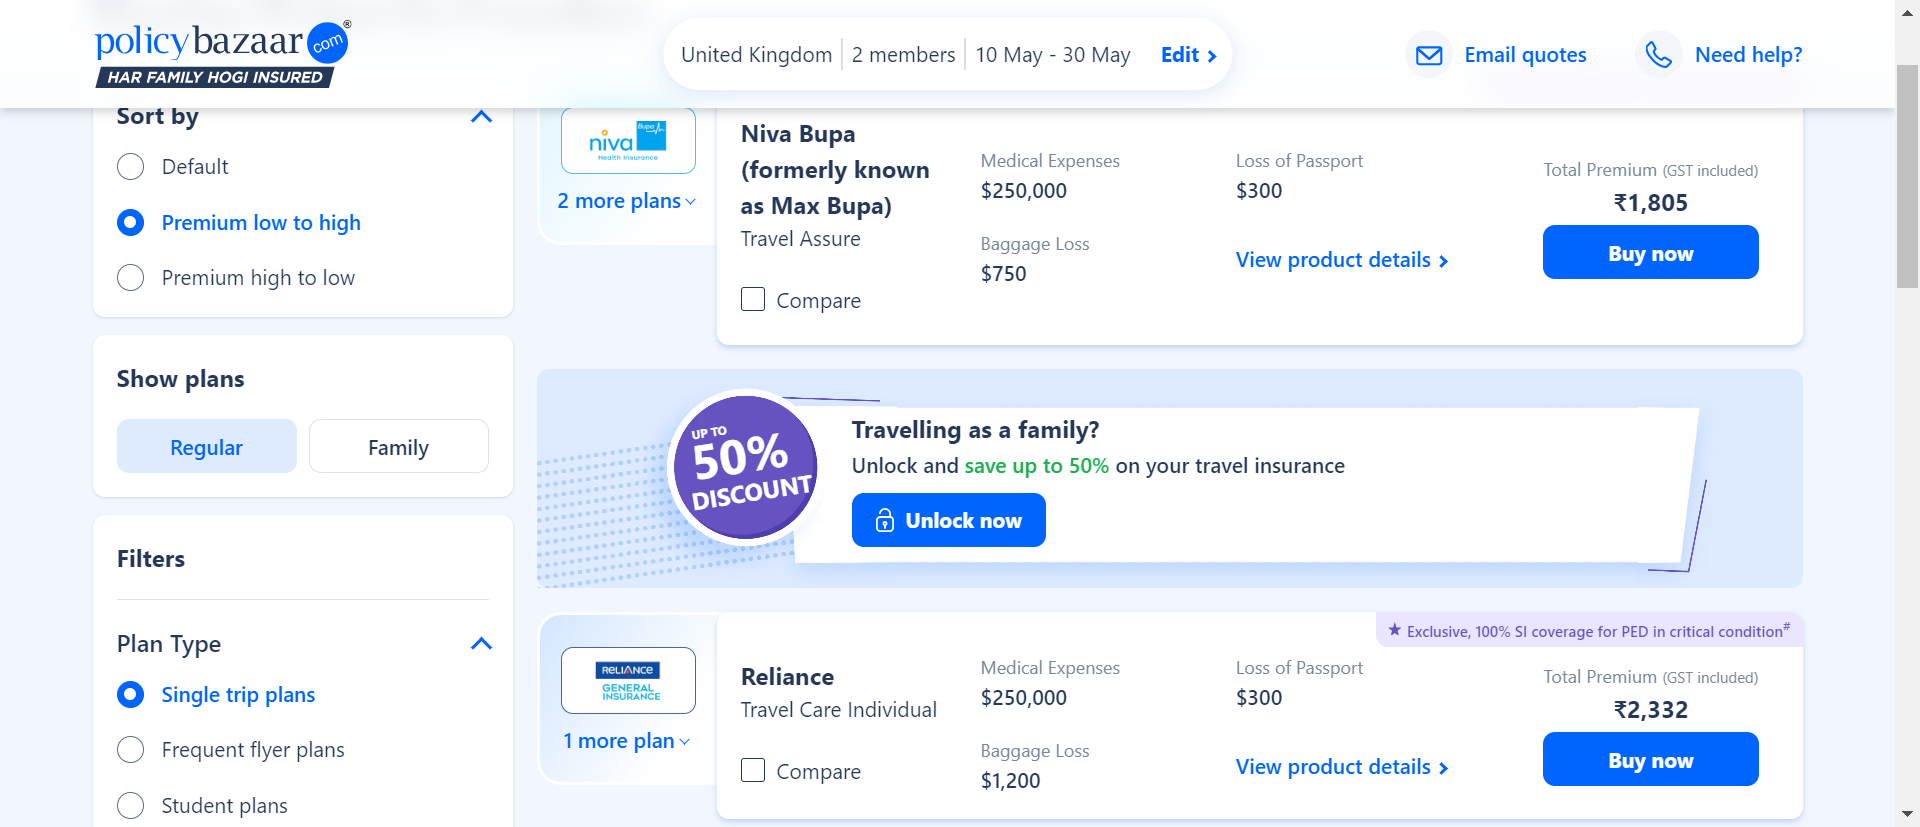 policybazaar.com®
HAR FAMILY HOGI INSURED
United Kingdom 2 members 10 May - 30 May Edit
Email quotes
Need help?
Sort by
Default
Premium low to high
Premium high to low
Show plans
Regular
Family
Filters
Plan Type
Single trip plans
Frequent flyer plans
Student plans
niva Bupa
Health Insurance
2 more plans
Niva Bupa
(formerly known
as Max Bupa)
Travel Assure
Compare
Medical Expenses
$250,000
Baggage Loss
$750
Loss of Passport
$300
View product details
Total Premium (GST included)
₹1,805
Buy now
UP TO
50%
DISCOUNT
Travelling as a family?
Unlock and save up to 50% on your travel insurance
Unlock now
RELIANCE
GENERAL
INSURANCE
1 more plan
Exclusive, 100% SI coverage for PED in critical condition#
Reliance
Travel Care Individual
Compare
Medical Expenses
$250,000
Baggage Loss
$1,200
Loss of Passport
$300
View product details
Total Premium (GST included)
₹2,332
Buy now